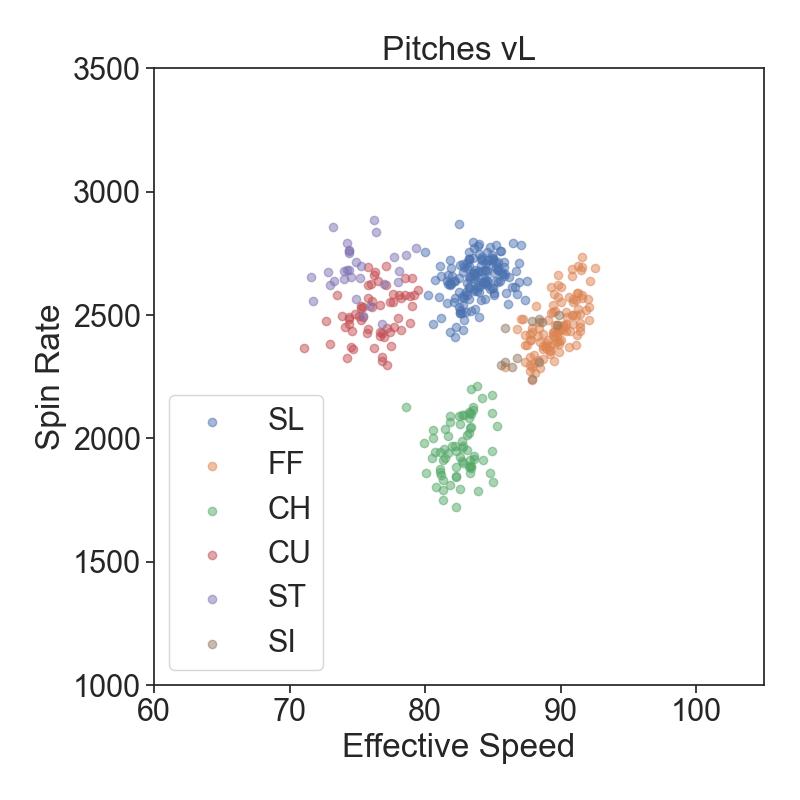 Pitches vL
3500
3000
2500
2000
1500
1000
Spin Rate
SL
FF
CH
CU
ST
SI
60 70 80 90 100
Effective Speed